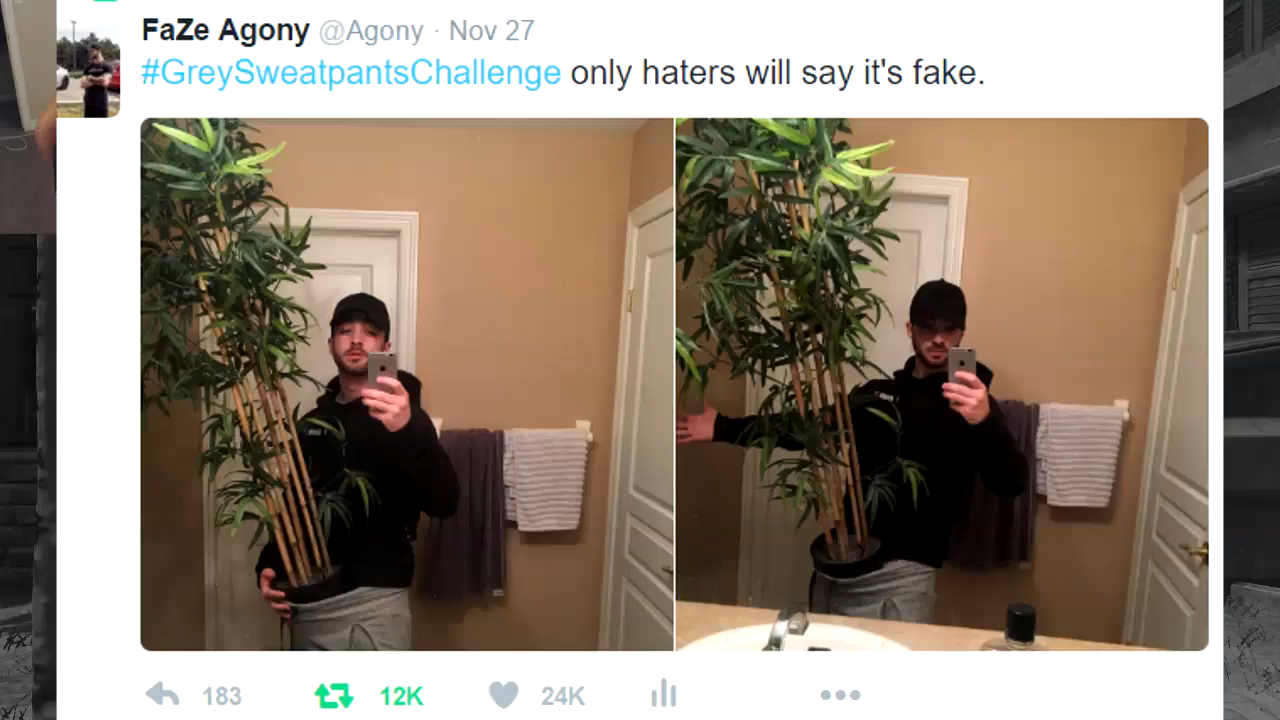 FaZe Agony @Agony · Nov 27
#GreySweatpantsChallenge only haters will say it's fake.
183 12K 24K